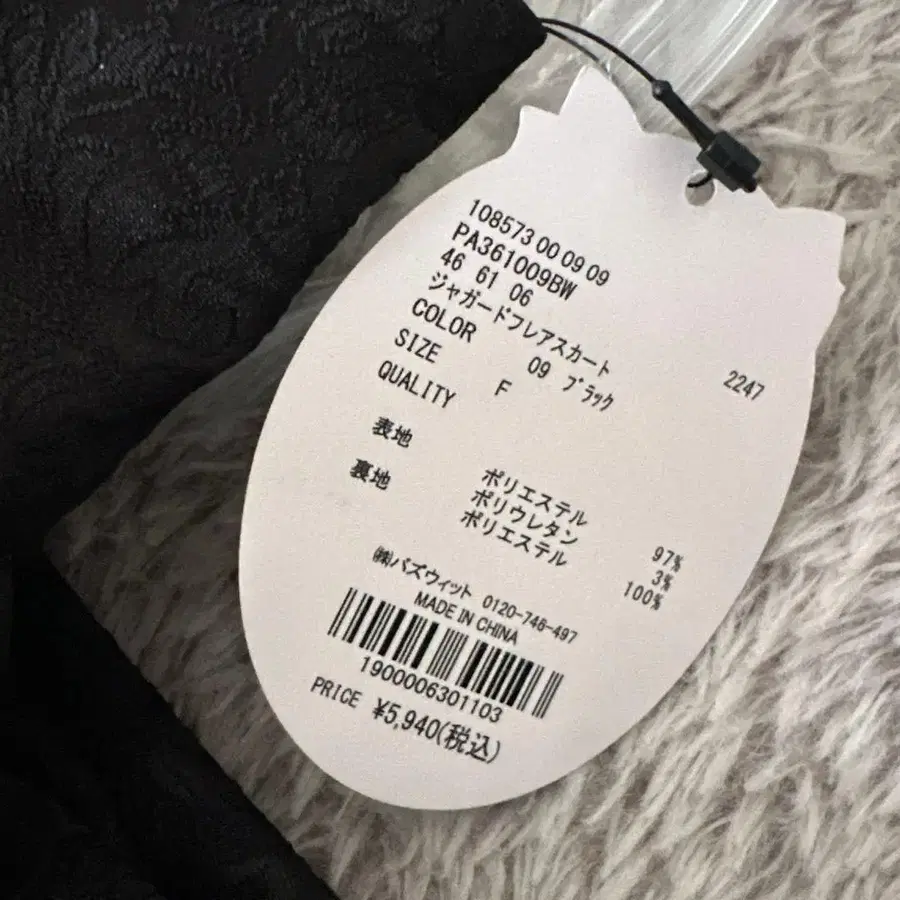 108573 00 09 09
PA361009BW
46 61 06
ジャガードフレアスカート 2247
COLOR 09 ブラック
SIZE F
QUALITY
表地 ポリエステル 97%
ポリウレタン 3%
裏地 ポリエステル 100%
㈱バズウィット 0120-746-497
MADE IN CHINA
1900006301103
PRICE ¥5,940(税込)